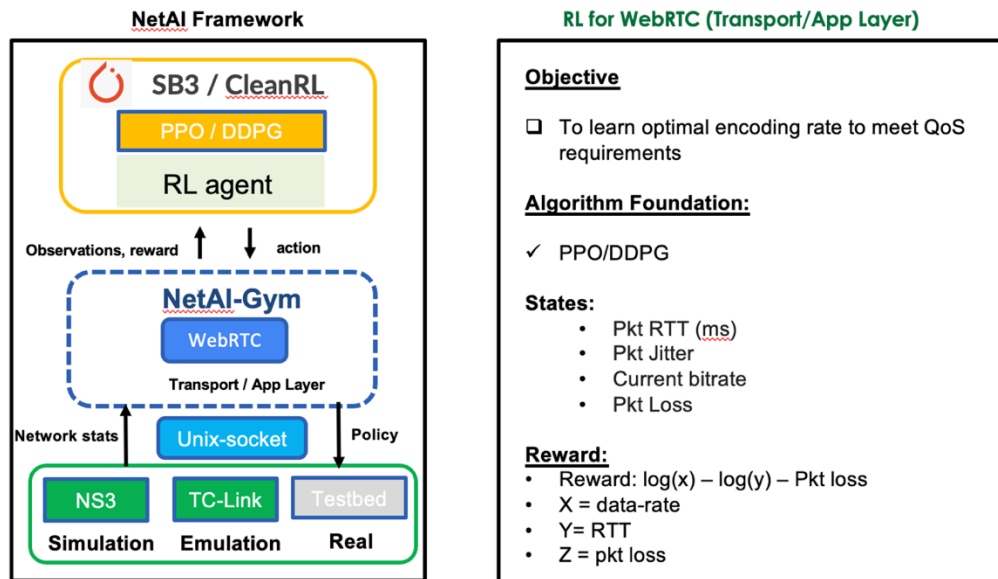 NetAI Framework
SB3 / CleanRL
PPO / DDPG
RL agent
Observations, reward
action
NetAI-Gym
WebRTC
Transport / App Layer
Network stats
Unix-socket
Policy
NS3
TC-Link
Testbed
Simulation
Emulation
Real
RL for WebRTC (Transport/App Layer)
Objective
❑ To learn optimal encoding rate to meet QoS
requirements
Algorithm Foundation:
✓ PPO/DDPG
States:
• Pkt RTT (ms)
• Pkt Jitter
• Current bitrate
• Pkt Loss
Reward:
• Reward: log(x) – log(y) – Pkt loss
• X = data-rate
• Y= RTT
• Z = pkt loss